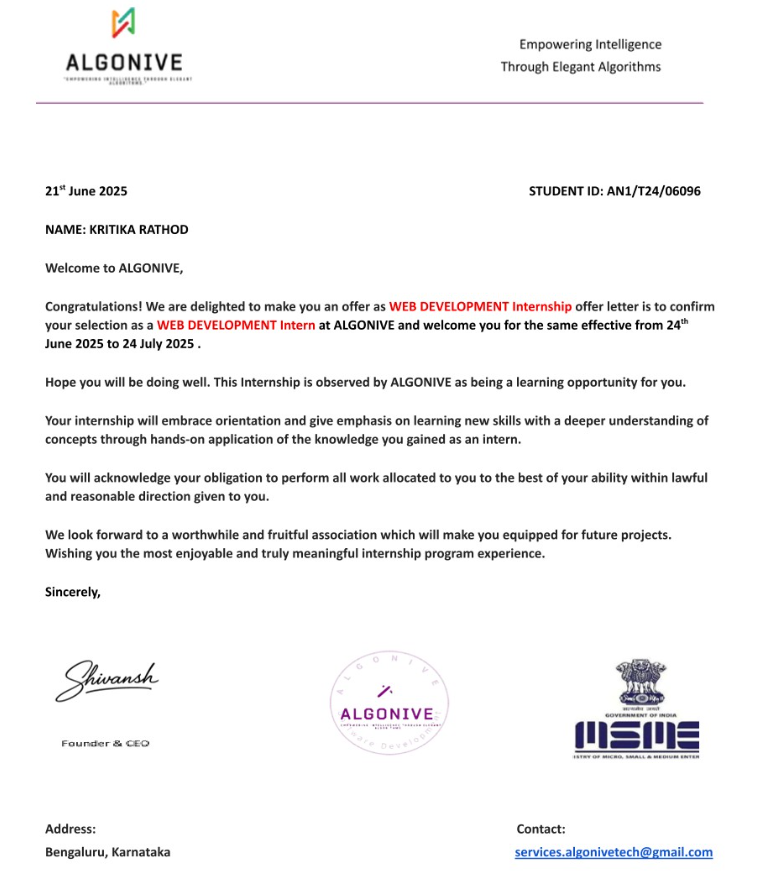 ALGONIVE
"EMPOWERING INTELLIGENCE THROUGH ELEGANT
ALGORITHMS."
Empowering Intelligence
Through Elegant Algorithms
21st June 2025
STUDENT ID: AN1/T24/06096
NAME: KRITIKA RATHOD
Welcome to ALGONIVE,
Congratulations! We are delighted to make you an offer as WEB DEVELOPMENT Internship offer letter is to confirm
your selection as a WEB DEVELOPMENT Intern at ALGONIVE and welcome you for the same effective from 24th
June 2025 to 24 July 2025 .
Hope you will be doing well. This Internship is observed by ALGONIVE as being a learning opportunity for you.
Your internship will embrace orientation and give emphasis on learning new skills with a deeper understanding of
concepts through hands-on application of the knowledge you gained as an intern.
You will acknowledge your obligation to perform all work allocated to you to the best of your ability within lawful
and reasonable direction given to you.
We look forward to a worthwhile and fruitful association which will make you equipped for future projects.
Wishing you the most enjoyable and truly meaningful internship program experience.
Sincerely,
Shivansh
Founder & CEO
ALGONIVE
ALGONIVE
Development
सत्यमेव जयते
GOVERNMENT OF INDIA
MSME
ISTRY OF MICRO, SMALL & MEDIUM ENTER
Address:
Bengaluru, Karnataka
Contact:
services.algonivetech@gmail.com